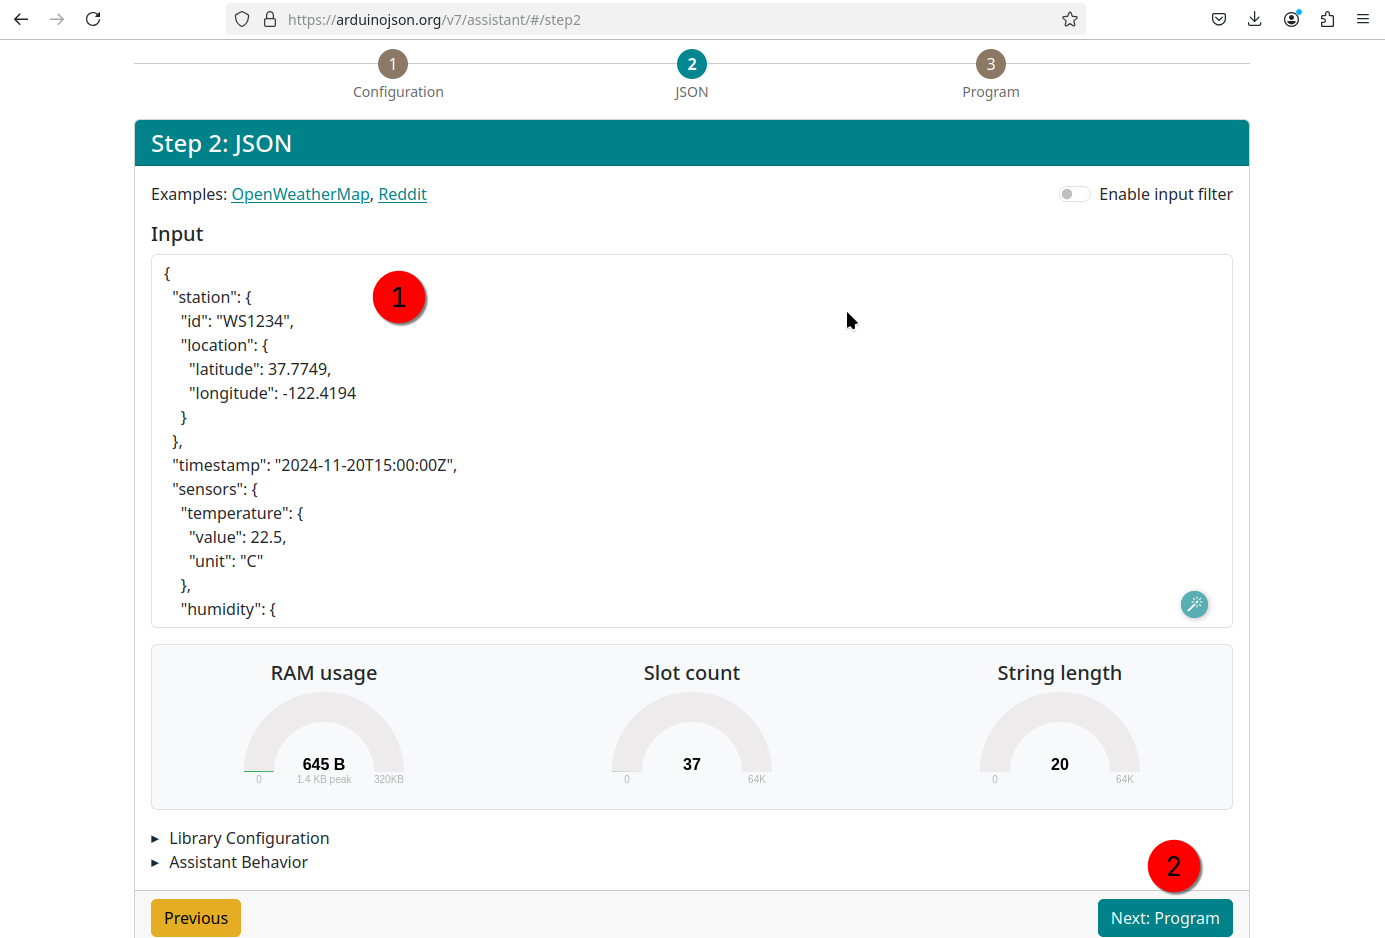 https://arduinojson.org/v7/assistant/#/step2
1 2 3
Configuration JSON Program
Step 2: JSON
Examples: OpenWeatherMap, Reddit Enable input filter
Input
{
"station": {
1
"id": "WS1234",
"location": {
"latitude": 37.7749,
"longitude": -122.4194
}
},
"timestamp": "2024-11-20T15:00:00Z",
"sensors": {
"temperature": {
"value": 22.5,
"unit": "C"
},
"humidity": {
RAM usage Slot count String length
645 B 37 20
0 1.4 KB peak 320KB 0 64K 0 64K
Library Configuration
Assistant Behavior
2
Previous Next: Program